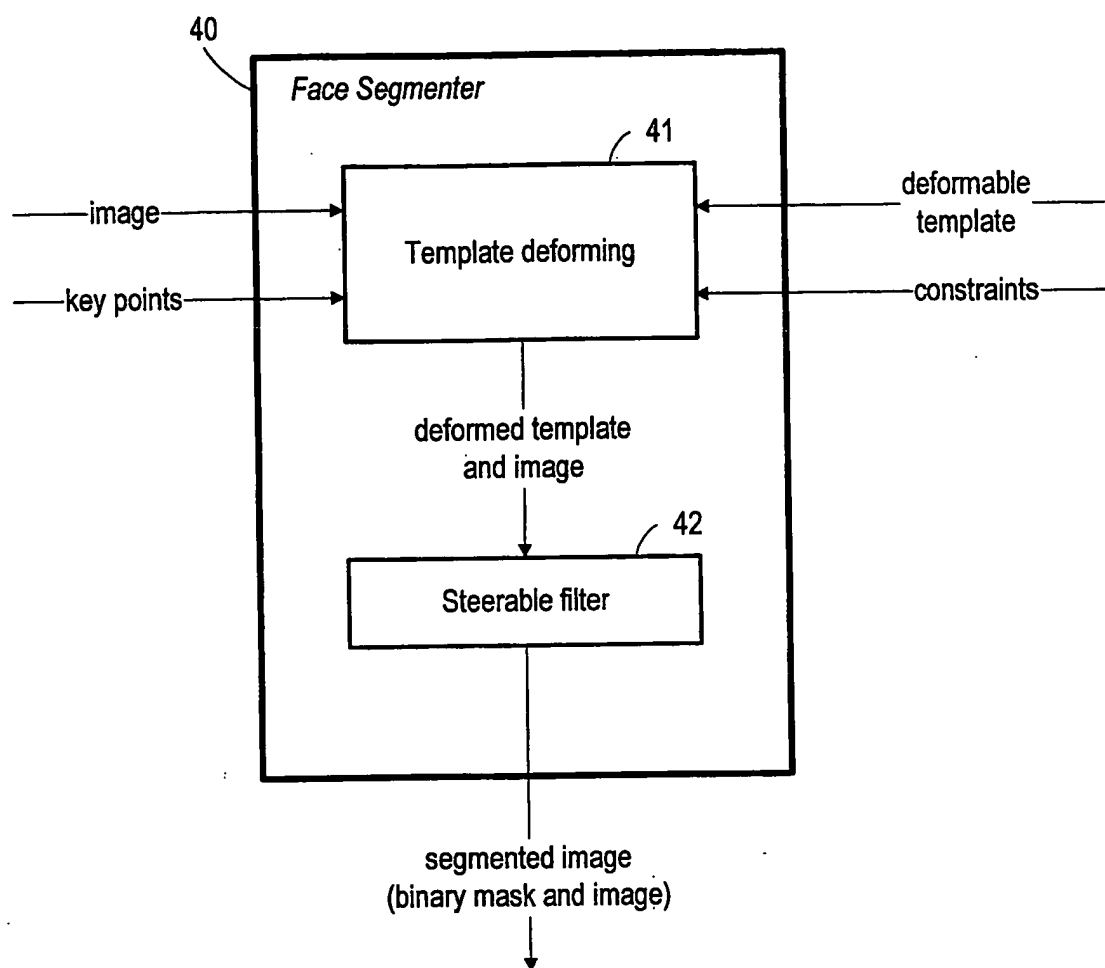 40
Face Segmenter
41
image
deformable
template
Template deforming
key points
constraints
deformed template
and image
42
Steerable filter
segmented image
(binary mask and image)